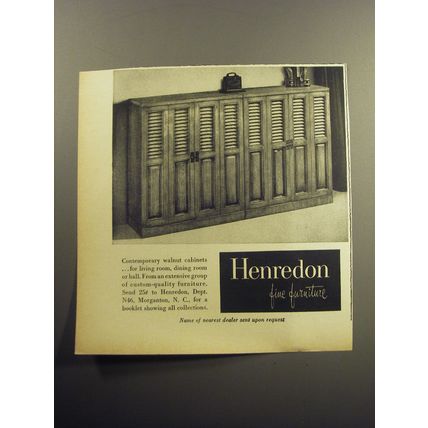 Contemporary walnut cabinets
...for living room, dining room
or hall. From an extensive group
of custom-quality furniture.
Send 25¢ to Henredon, Dept.
N46, Morganton, N. C., for a
booklet showing all collections.
Henredon
fine furniture
Name of nearest dealer sent upon request